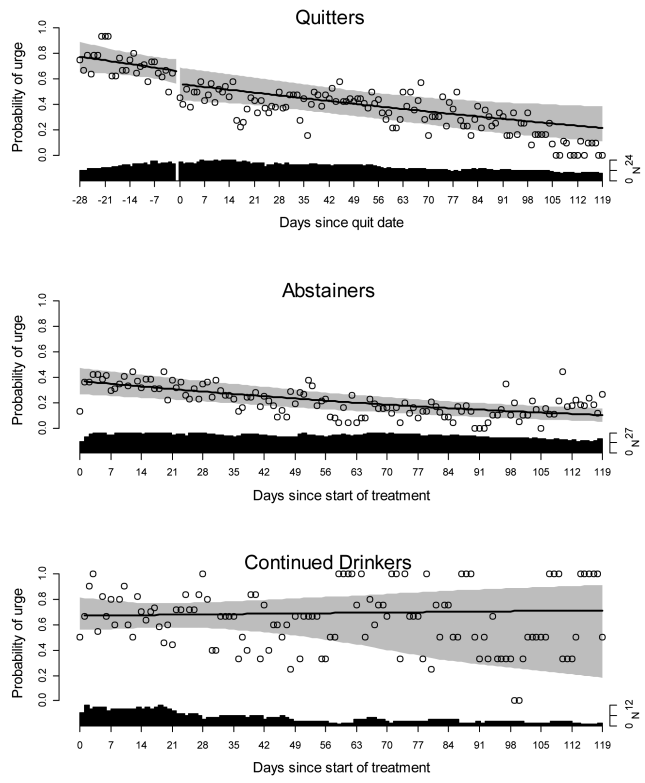 Quitters
Probability of urge
0.0 0.2 0.4 0.6 0.8 1.0
0 24
N
-28 -21 -14 -7 0 7 14 21 28 35 42 49 56 63 70 77 84 91 98 105 112 119
Days since quit date
Abstainers
Probability of urge
0.0 0.2 0.4 0.6 0.8 1.0
0 27
N
0 7 14 21 28 35 42 49 56 63 70 77 84 91 98 105 112 119
Days since start of treatment
Continued Drinkers
Probability of urge
0.0 0.2 0.4 0.6 0.8 1.0
0 12
N
0 7 14 21 28 35 42 49 56 63 70 77 84 91 98 105 112 119
Days since start of treatment